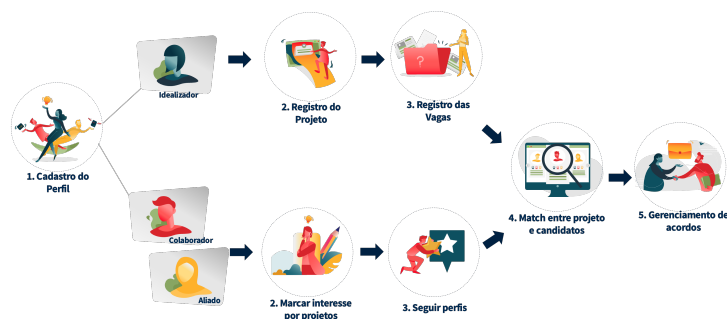 Idealizador
2. Registro do
Projeto
3. Registro das
Vagas
1. Cadastro do
Perfil
4. Match entre projeto
e candidatos
5. Gerenciamento de
acordos
Colaborador
Aliado
2. Marcar interesse
por projetos
3. Seguir perfis
?